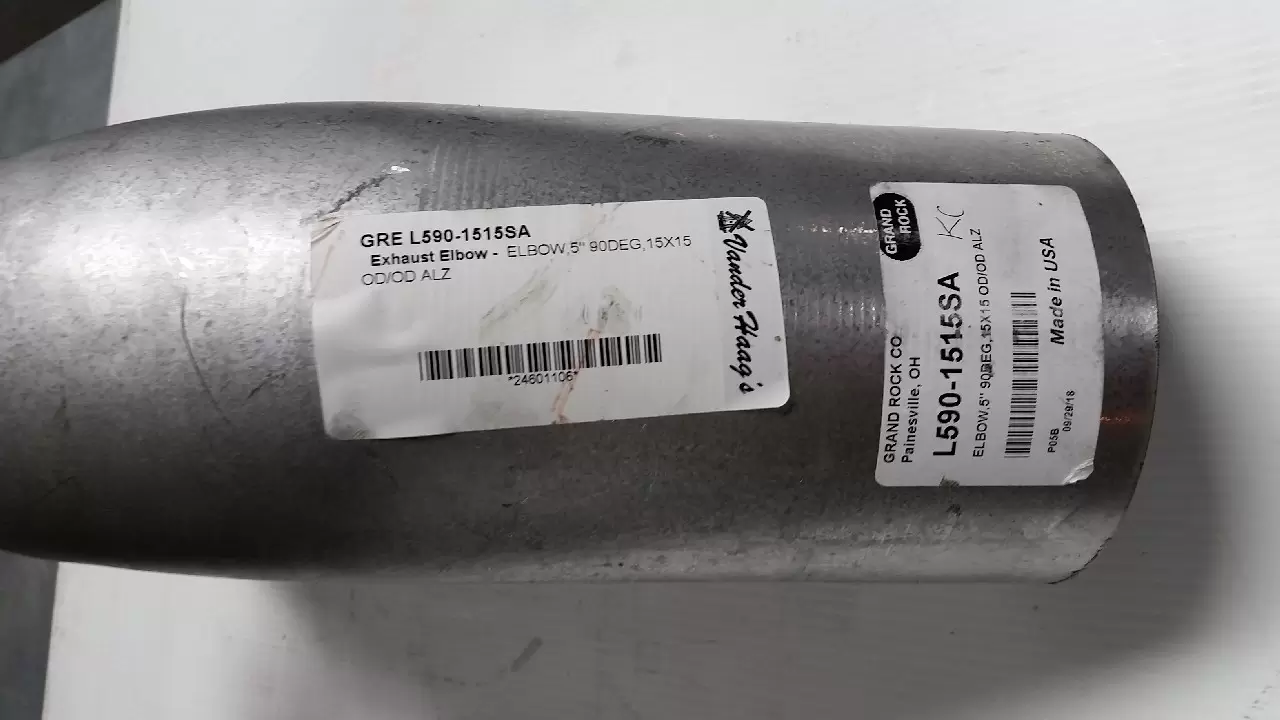 GRE L590-1515SA
Exhaust Elbow - ELBOW,5" 90DEG,15X15
OD/OD ALZ
*24601106*
Vander Haag's
GRAND
ROCK
KC
GRAND ROCK CO
Painesville, OH
L590-1515SA
ELBOW,5" 90DEG,15X15 OD/OD ALZ
Made in USA
P05B
09/29/18